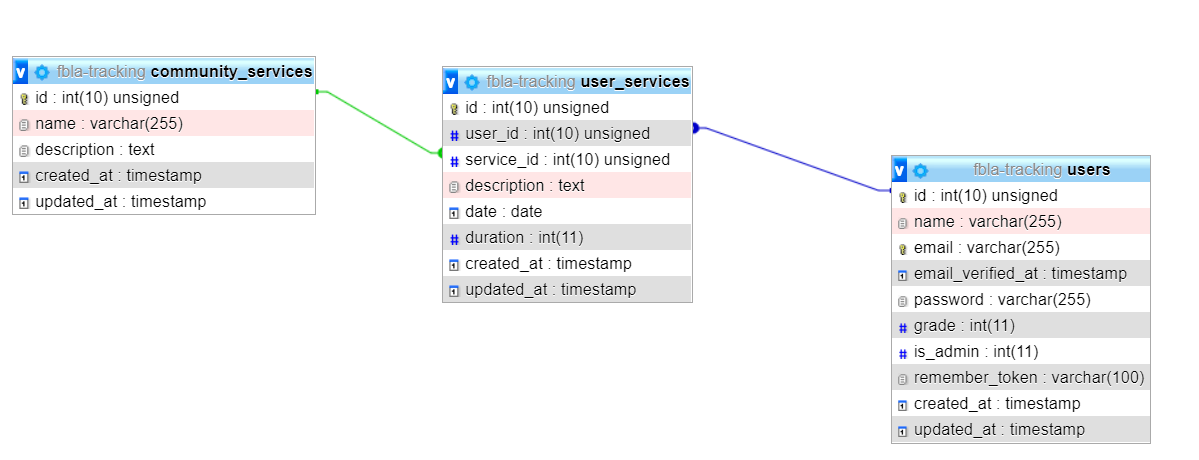 v fbla-tracking community_services
id : int(10) unsigned
name : varchar(255)
description : text
created_at : timestamp
updated_at : timestamp
v fbla-tracking user_services
id : int(10) unsigned
# user_id : int(10) unsigned
# service_id : int(10) unsigned
description : text
date : date
# duration : int(11)
created_at : timestamp
updated_at : timestamp
v fbla-tracking users
id : int(10) unsigned
name : varchar(255)
email : varchar(255)
email_verified_at : timestamp
password : varchar(255)
# grade : int(11)
# is_admin : int(11)
remember_token : varchar(100)
created_at : timestamp
updated_at : timestamp